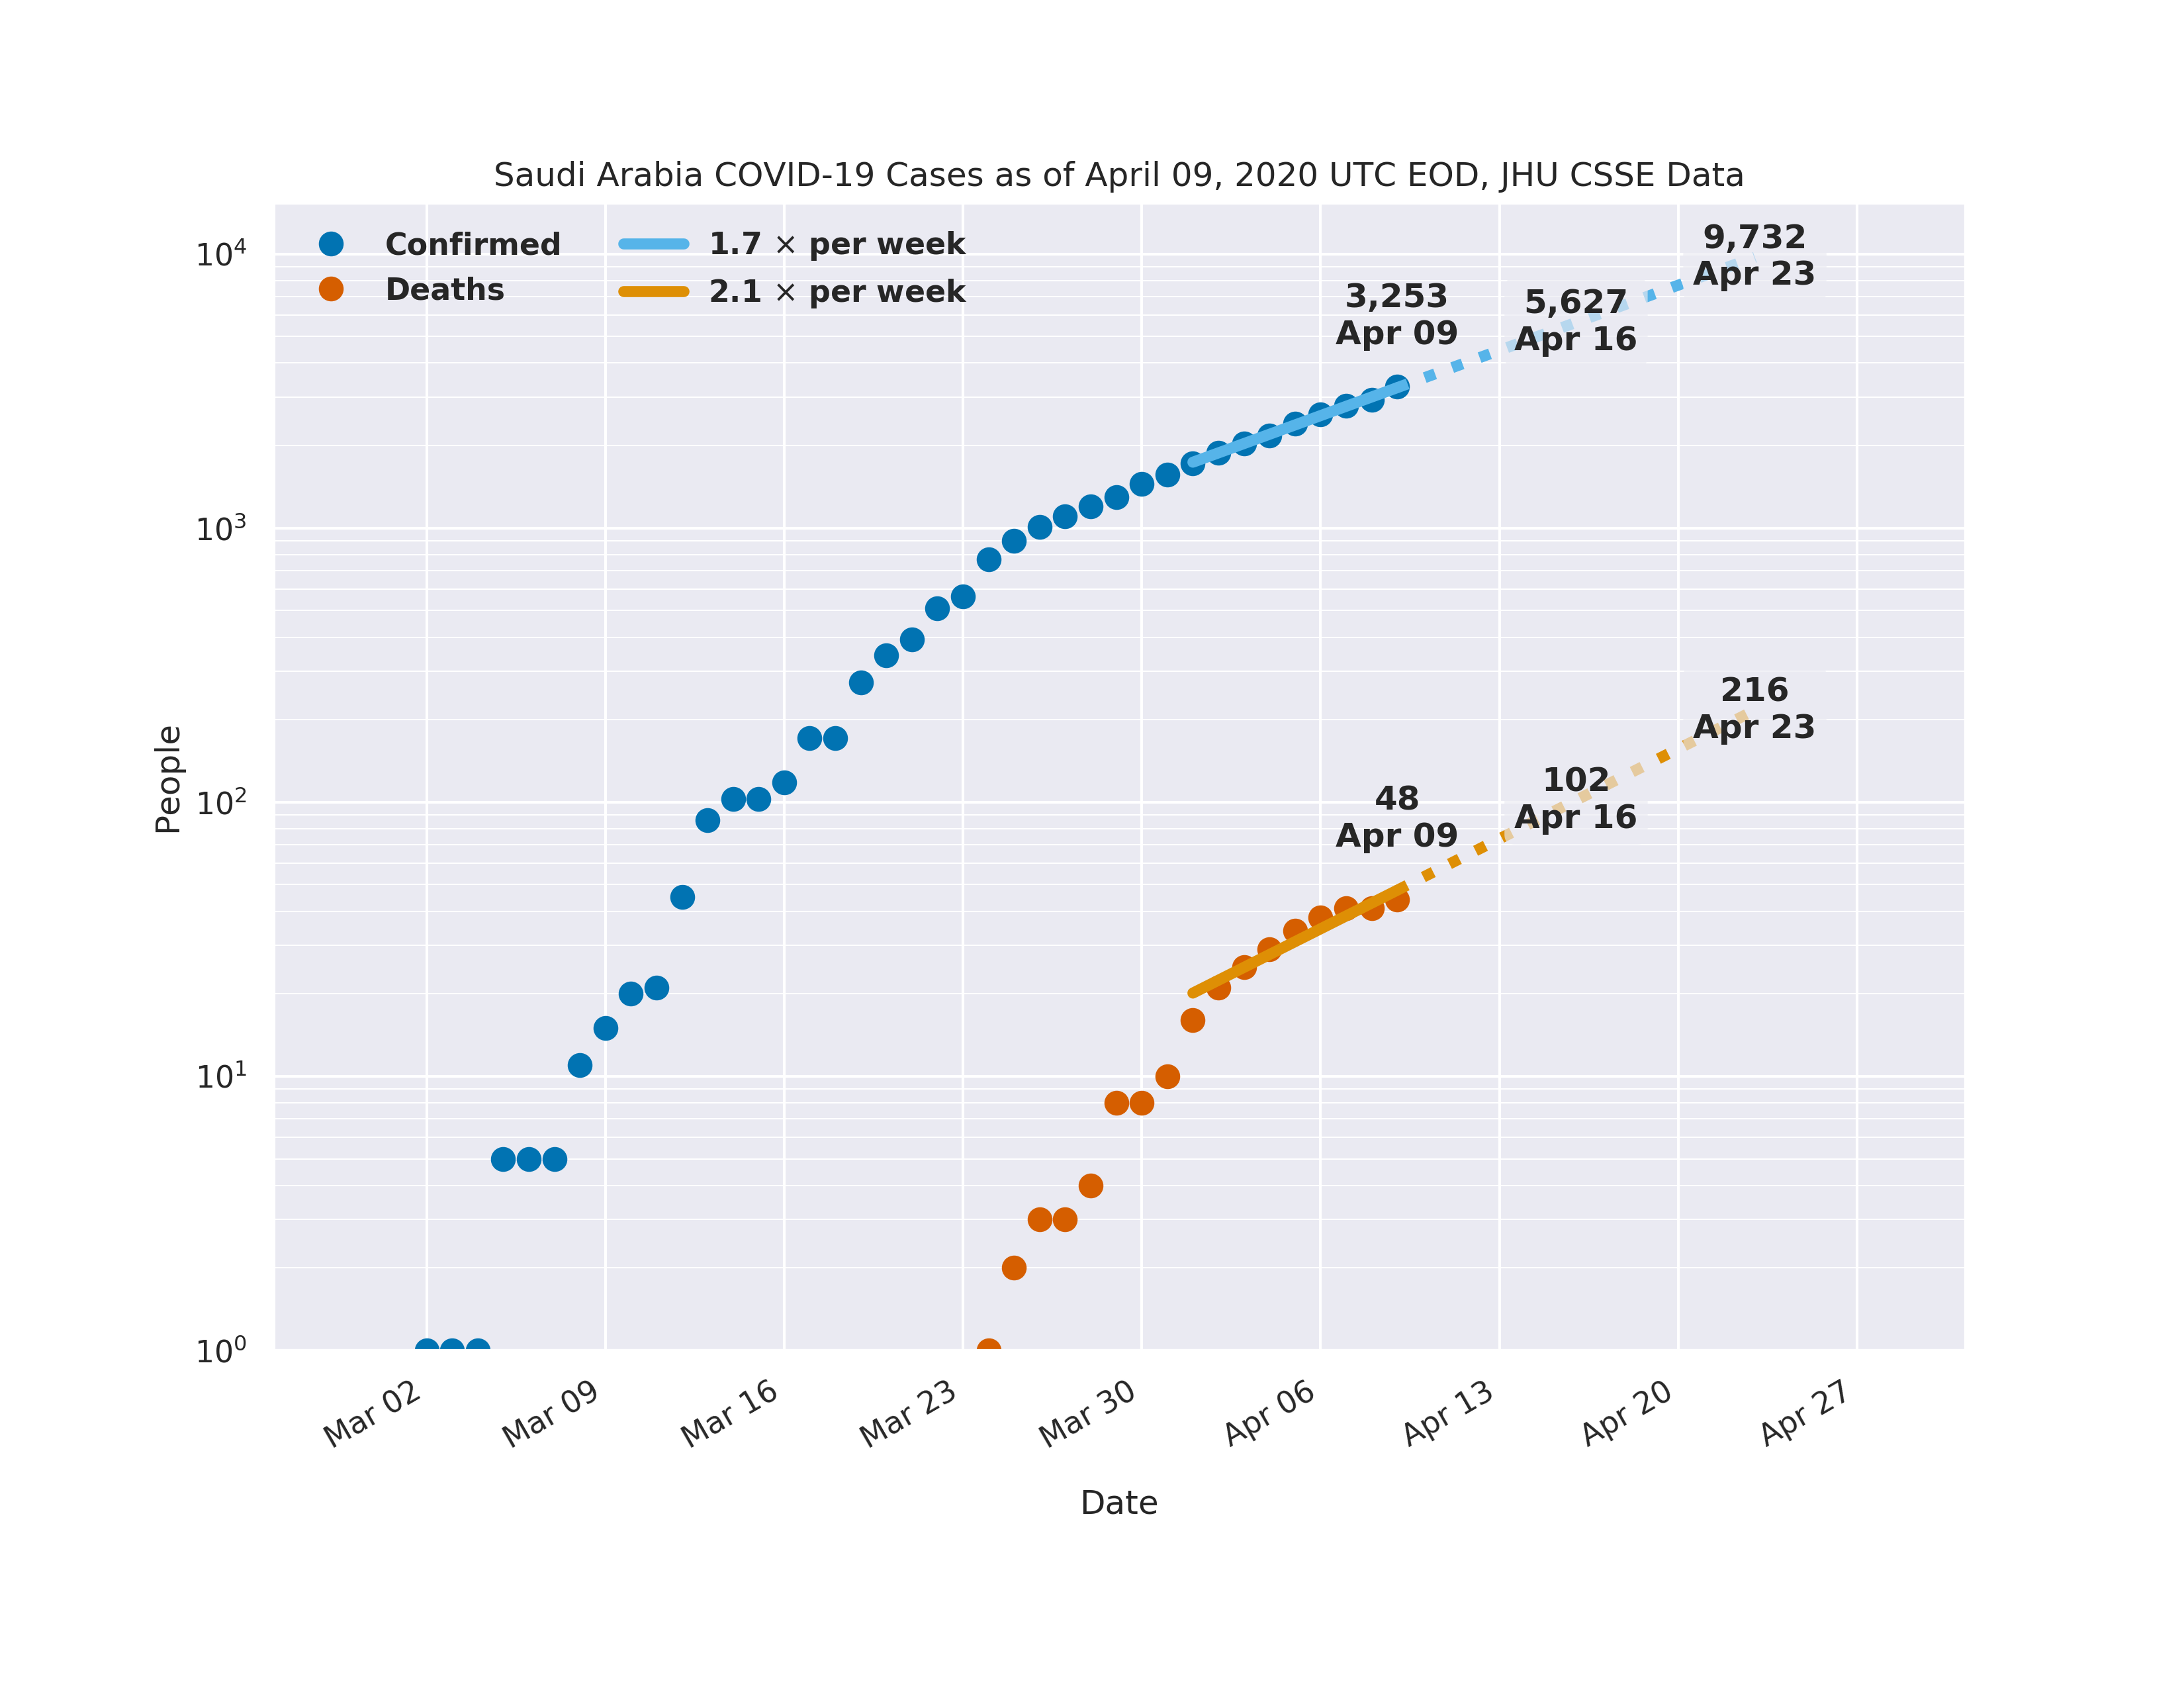 Saudi Arabia COVID-19 Cases as of April 09, 2020 UTC EOD, JHU CSSE Data
Confirmed
Deaths
1.7 × per week
2.1 × per week
9,732
Apr 23
3,253
Apr 09
5,627
Apr 16
216
Apr 23
102
Apr 16
48
Apr 09
People
10⁴
10³
10²
10¹
10⁰
Mar 02
Mar 09
Mar 16
Mar 23
Mar 30
Apr 06
Apr 13
Apr 20
Apr 27
Date